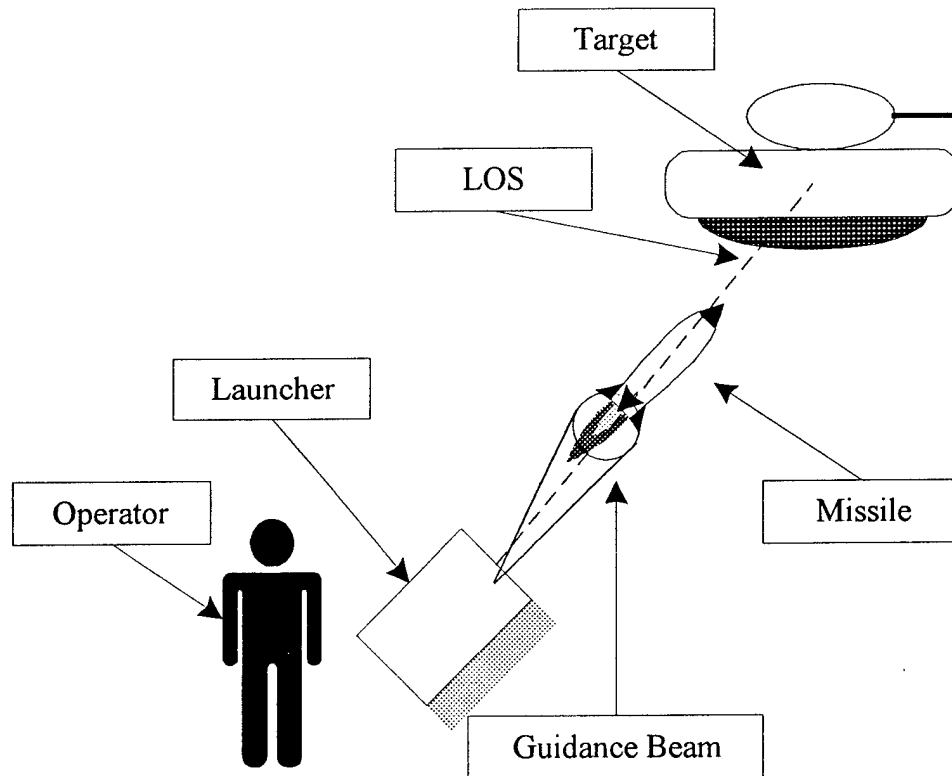 Target
LOS
Launcher
Operator
Missile
Guidance Beam